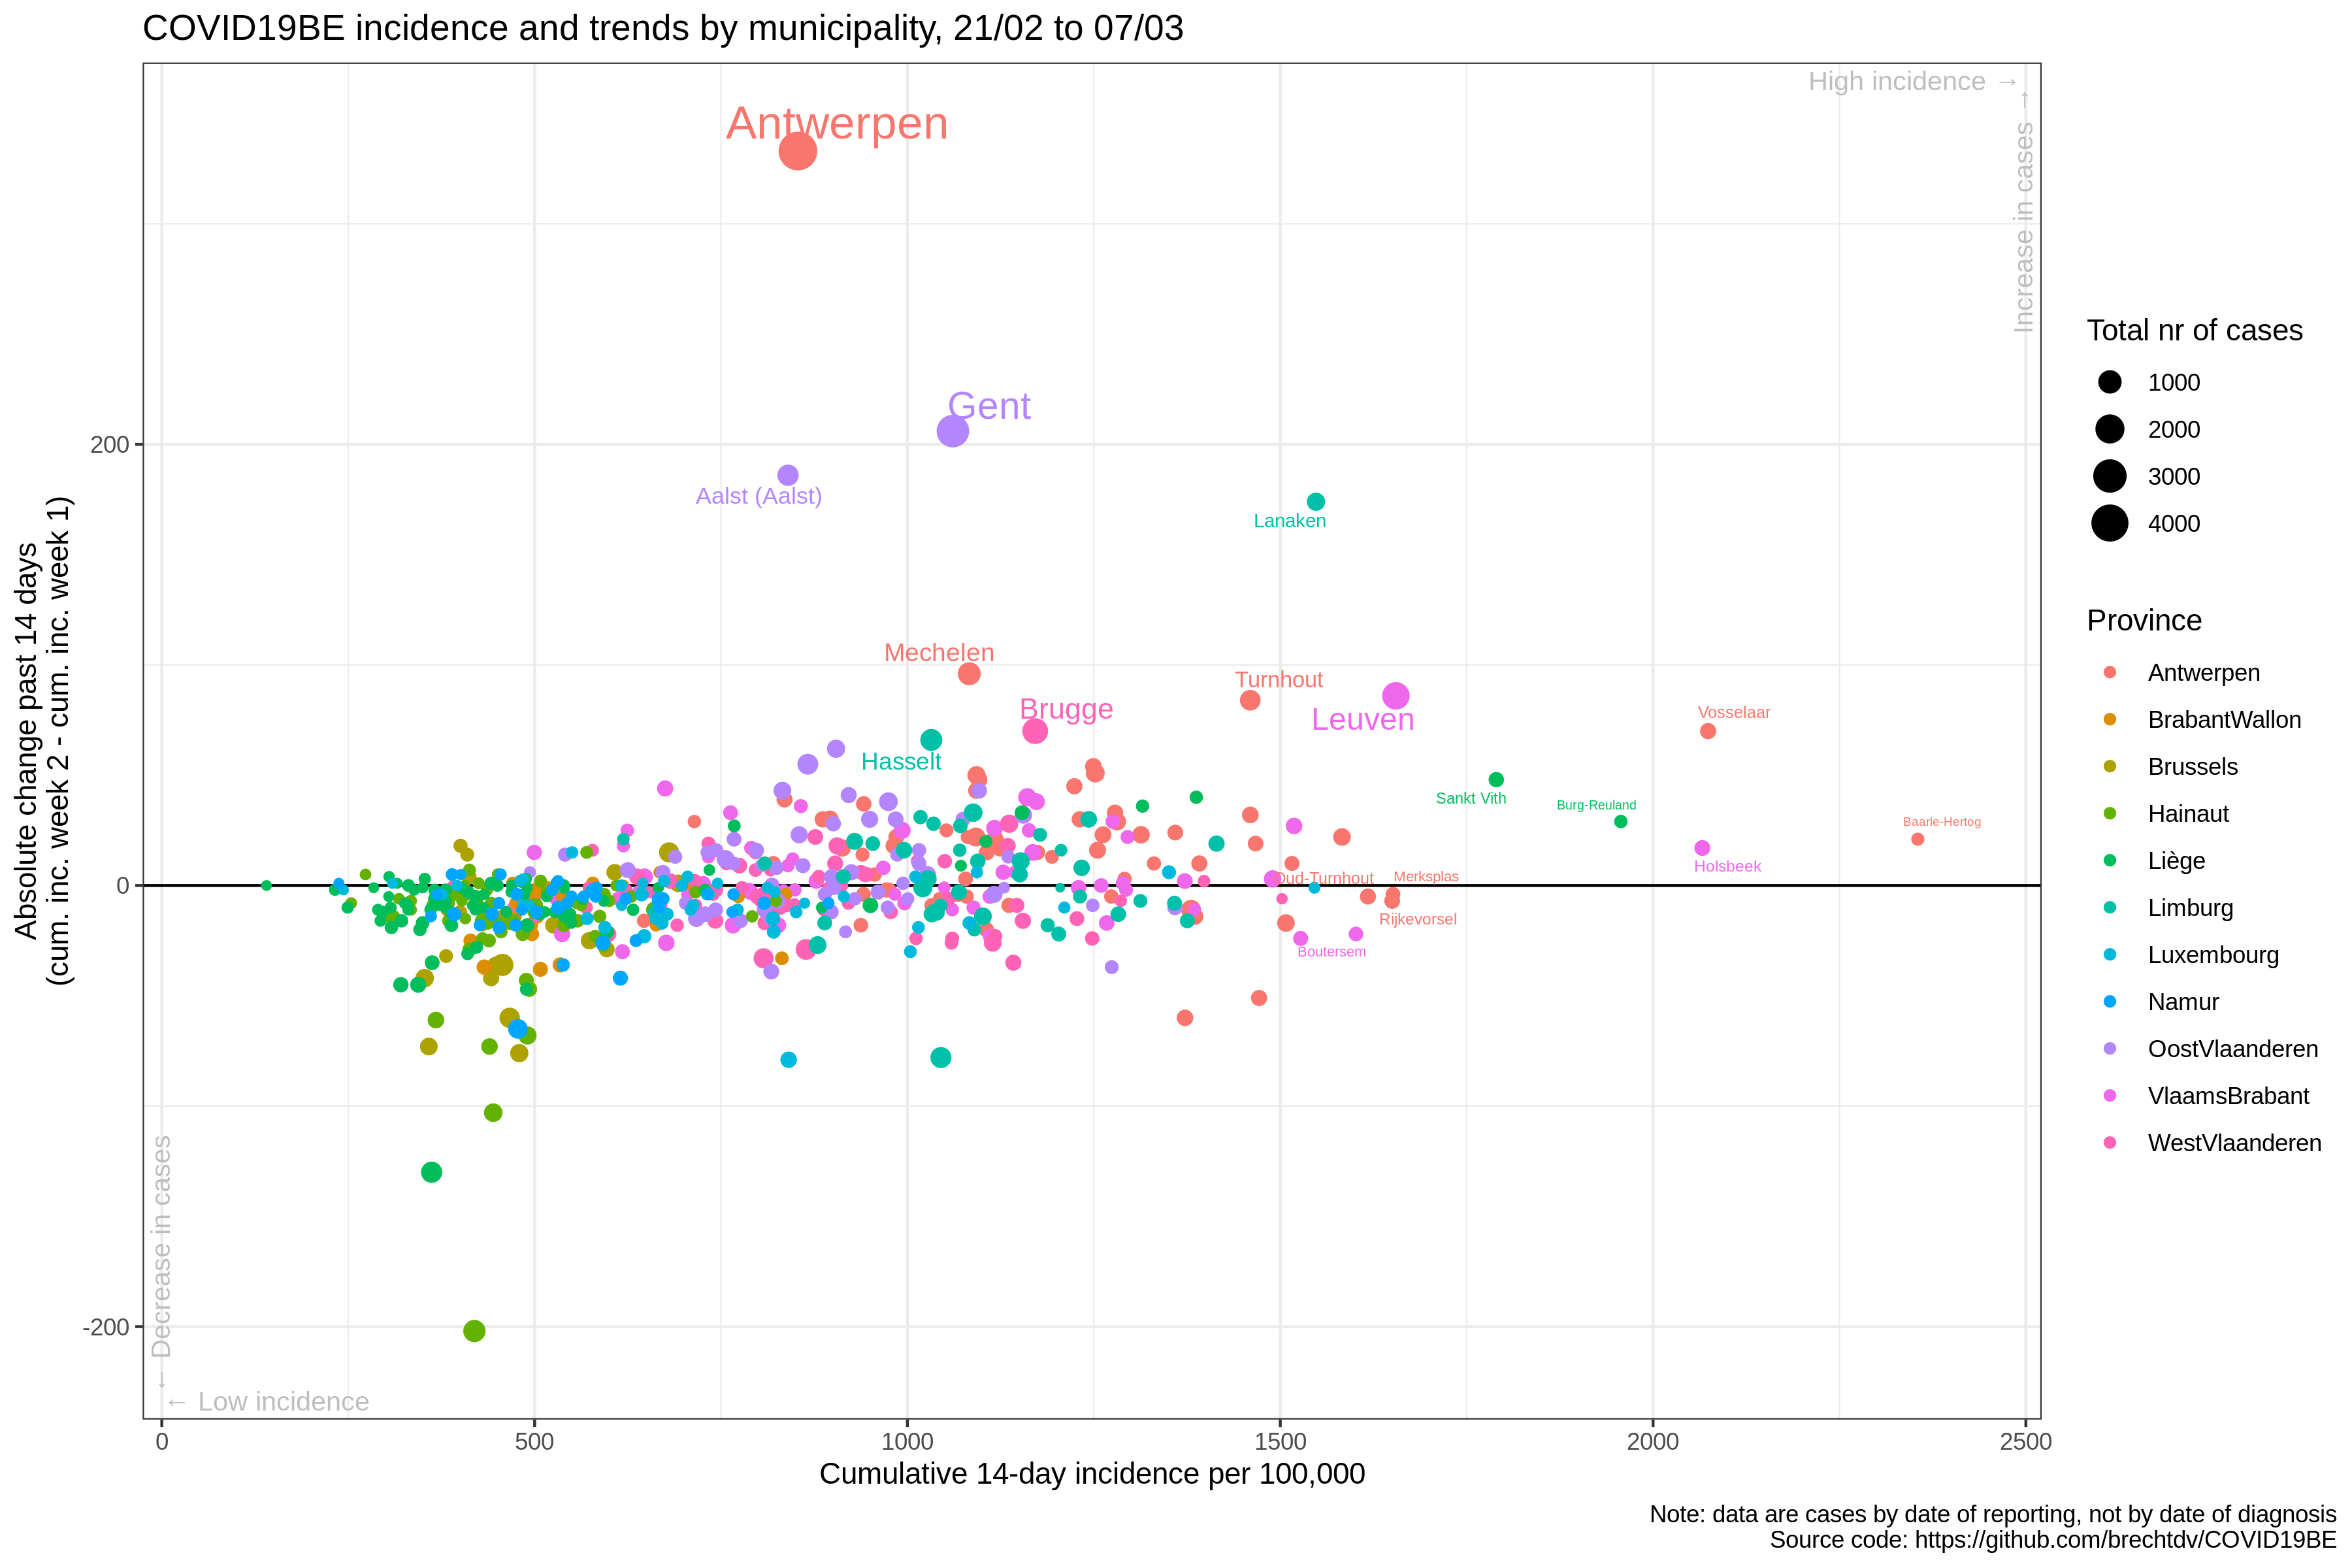 COVID19BE incidence and trends by municipality, 21/02 to 07/03
High incidence →
Increase in cases →
Antwerpen
Gent
Aalst (Aalst)
Lanaken
Mechelen
Turnhout
Brugge
Leuven
Vosselaar
Hasselt
Sankt Vith
Burg-Reuland
Baarle-Hertog
Holsbeek
Oud-Turnhout
Merksplas
Rijkevorsel
Boutersem
← Decrease in cases
← Low incidence
200
0
-200
0
500
1000
1500
2000
2500
Absolute change past 14 days
(cum. inc. week 2 - cum. inc. week 1)
Cumulative 14-day incidence per 100,000
Total nr of cases
1000
2000
3000
4000
Province
Antwerpen
BrabantWallon
Brussels
Hainaut
Liège
Limburg
Luxembourg
Namur
OostVlaanderen
VlaamsBrabant
WestVlaanderen
Note: data are cases by date of reporting, not by date of diagnosis
Source code: https://github.com/brechtdv/COVID19BE